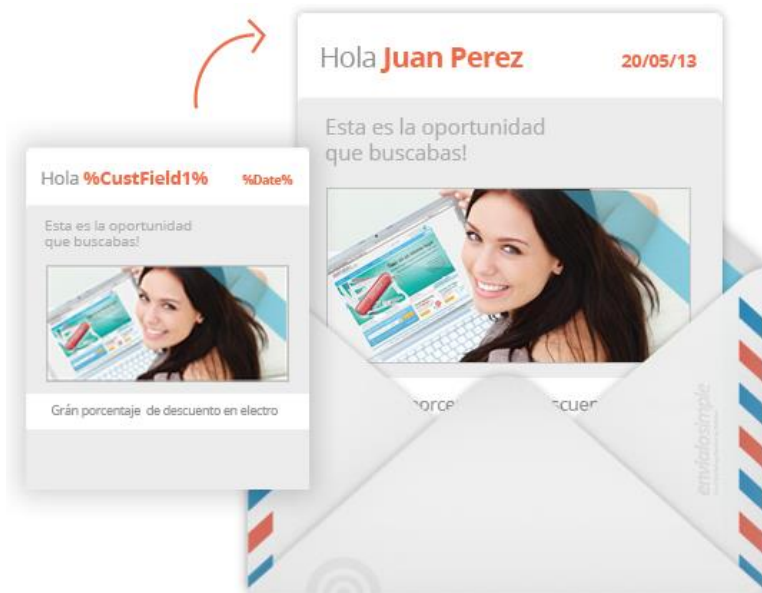 Hola Juan Perez 20/05/13
Esta es la oportunidad
que buscabas!
Hola %CustField1% %Date%
Esta es la oportunidad
que buscabas!
Grán porcentaje de descuento en electro
envialosimple